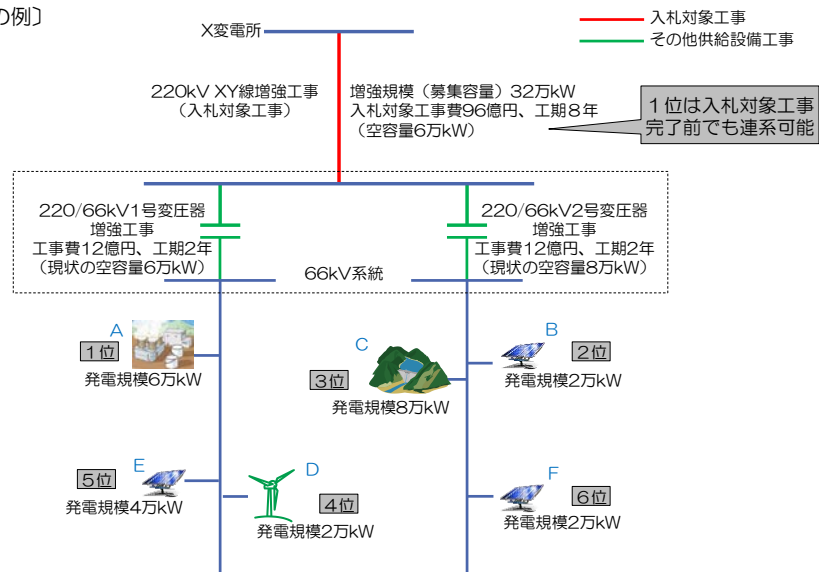 の例〕
X変電所
入札対象工事
その他供給設備工事
220kV XY線増強工事
（入札対象工事）
増強規模（募集容量）32万kW
入札対象工事費96億円、工期８年
（空容量6万kW）
１位は入札対象工事
完了前でも連系可能
220/66kV1号変圧器
増強工事
工事費12億円、工期2年
（現状の空容量6万kW）
220/66kV2号変圧器
増強工事
工事費12億円、工期2年
（現状の空容量8万kW）
66kV系統
A
１位
発電規模6万kW
B
２位
発電規模2万kW
C
３位
発電規模8万kW
E
５位
発電規模4万kW
D
４位
発電規模2万kW
F
６位
発電規模2万kW